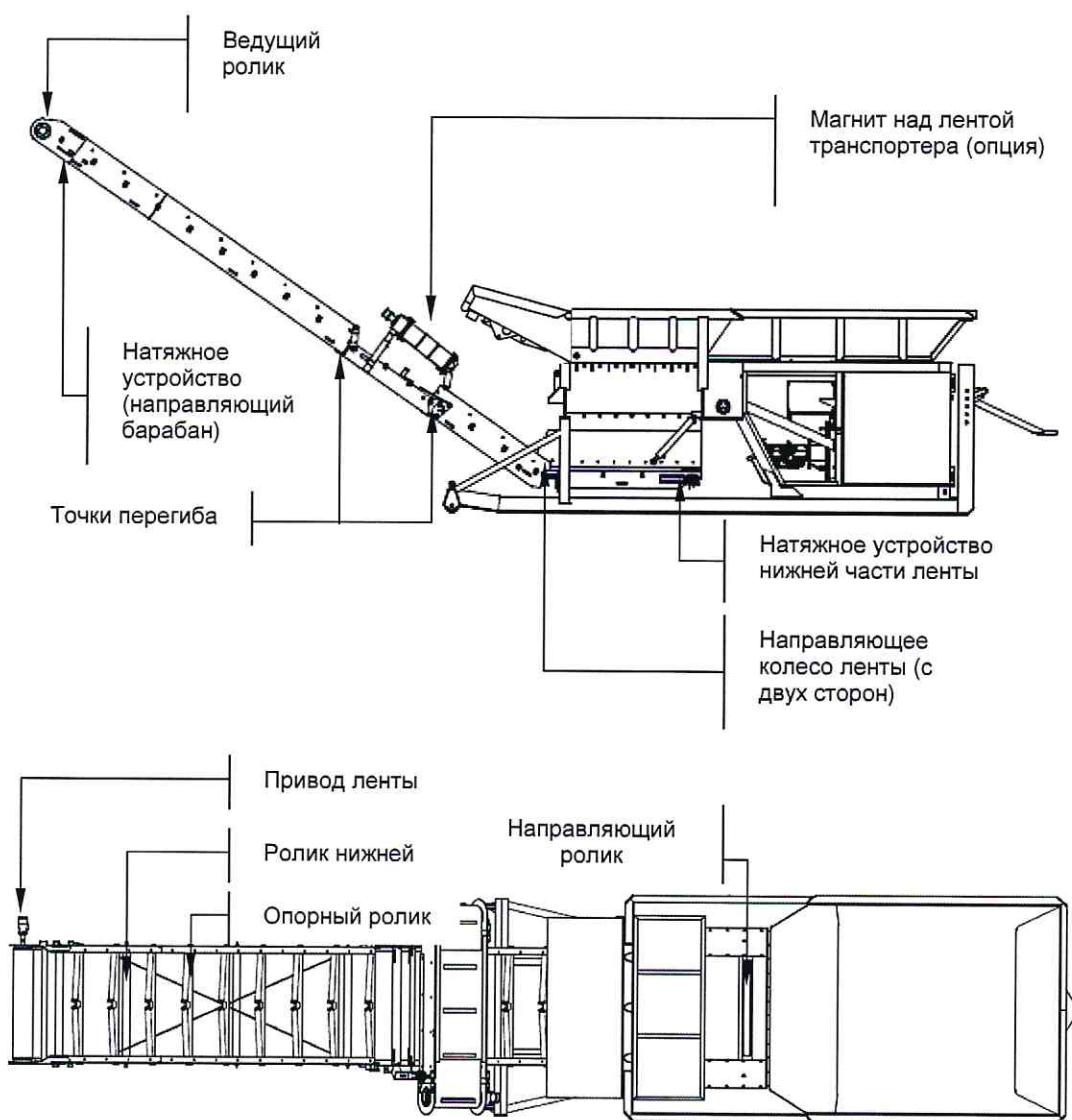 Ведущий
ролик
Магнит над лентой
транспортера (опция)
Натяжное
устройство
(направляющий
барабан)
Точки перегиба
Натяжное устройство
нижней части ленты
Направляющее
колесо ленты (с
двух сторон)
Привод ленты
Направляющий
ролик
Ролик нижней
Опорный ролик